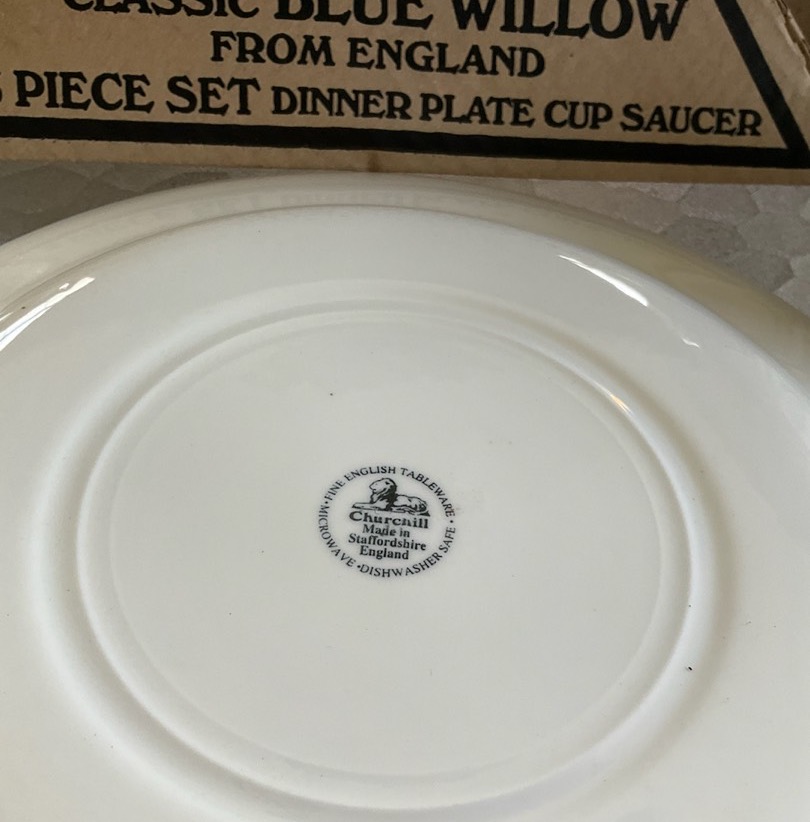 CLASSIC BLUE WILLOW
FROM ENGLAND
PIECE SET DINNER PLATE CUP SAUCER
·FINE ENGLISH TABLEWARE·
Churchill
Made in
Staffordshire
England
MICROWAVE·DISHWASHER SAFE